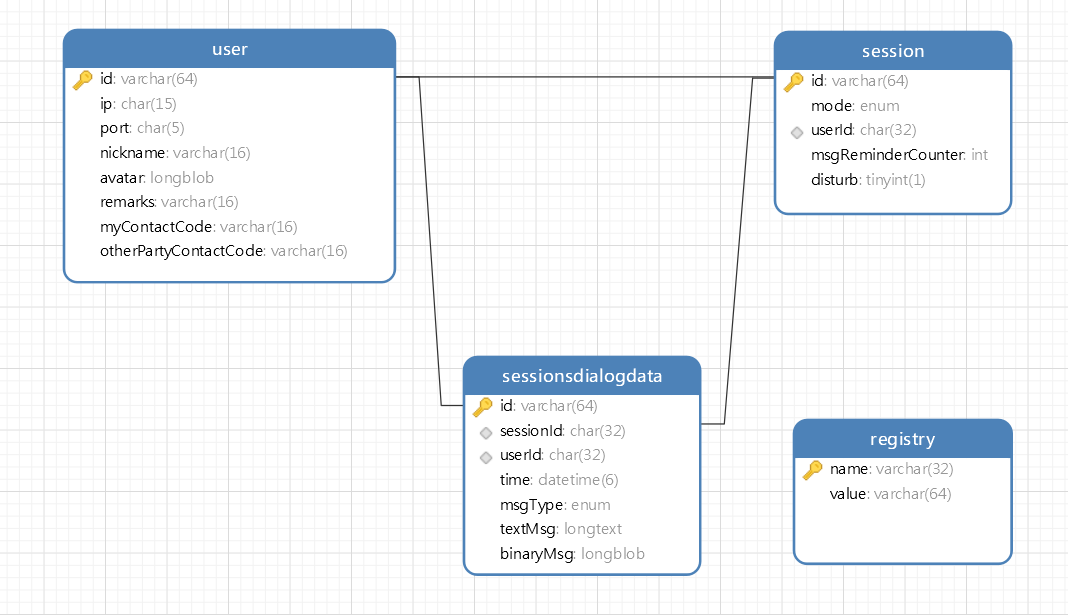 user
id: varchar(64)
ip: char(15)
port: char(5)
nickname: varchar(16)
avatar: longblob
remarks: varchar(16)
myContactCode: varchar(16)
otherPartyContactCode: varchar(16)
session
id: varchar(64)
mode: enum
userId: char(32)
msgReminderCounter: int
disturb: tinyint(1)
sessionsdialogdata
id: varchar(64)
sessionId: char(32)
userId: char(32)
time: datetime(6)
msgType: enum
textMsg: longtext
binaryMsg: longblob
registry
name: varchar(32)
value: varchar(64)